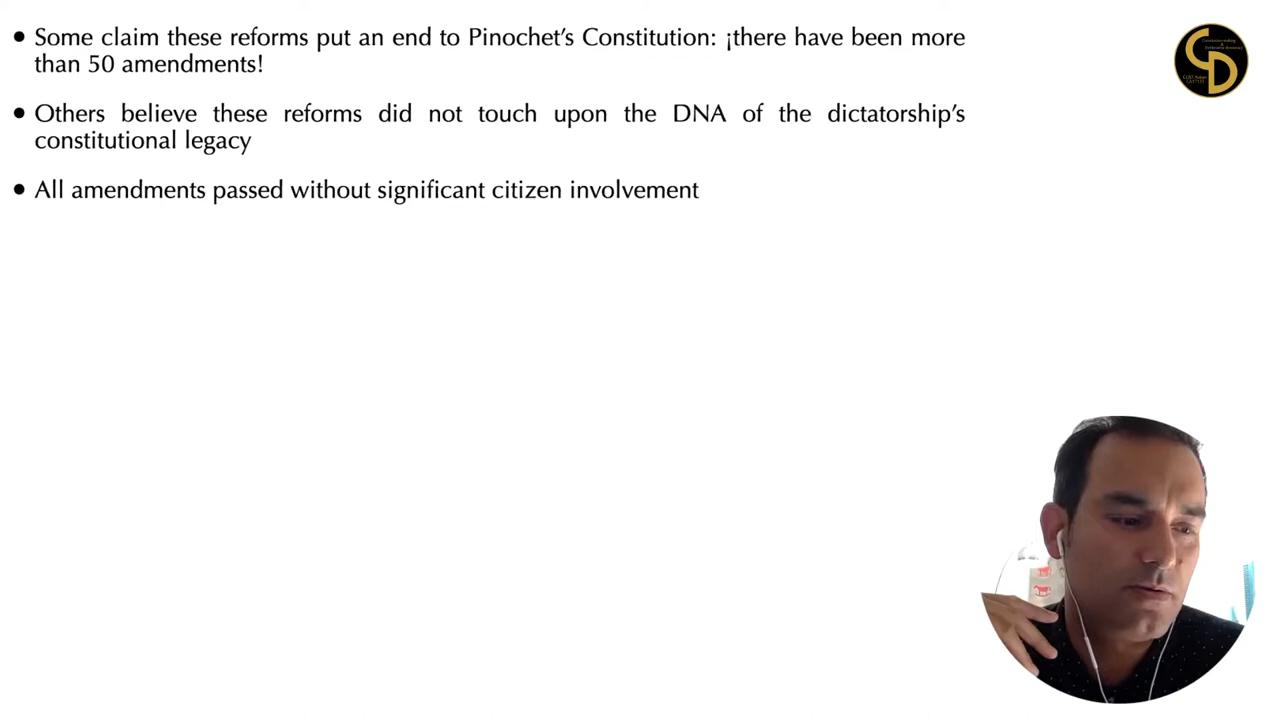 • Some claim these reforms put an end to Pinochet's Constitution: ¡there have been more
than 50 amendments!
• Others believe these reforms did not touch upon the DNA of the dictatorship's
constitutional legacy
• All amendments passed without significant citizen involvement
CD